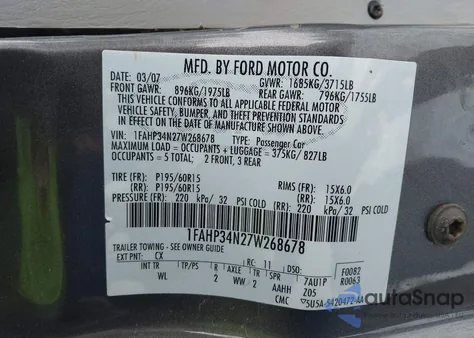 MFD. BY FORD MOTOR CO.
03/07 GVWR: 1685KG/3715LB
FRONT GAWR: 896KG/1975LB REAR GAWR: 796KG/1755LB
THIS VEHICLE CONFORMS TO ALL APPLICABLE FEDERAL MOTOR
VEHICLE SAFETY, BUMPER, AND THEFT PREVENTION STANDARDS
IN EFFECT ON THE DATE OF MANUFACTURE SHOWN ABOVE.
VIN: 1FAHP34N27W268678 TYPE: Passenger Car
MAXIMUM LOAD = OCCUPANTS + LUGGAGE = 375KG/827LB
OCCUPANTS = 5 TOTAL: 2 FRONT, 3 REAR
TIRE (FR): P195/60R15 RIMS (FR): 15X6.0
TIRE (RR): P195/60R15 RIMS (RR): 15X6.0
PRESSURE (FR): 220 kPa/ 32 PSI COLD (RR): 220 kPa/ 32 PSI COLD
1FAHP34N27W268678
TRAILER TOWING - SEE OWNER GUIDE
EXT PNT: CX RC: 11 DSO: F0082
INT TR TP/PS R AXLE TR SPR 7AU1P R0063
WL 2 WW 2 AAHH Z05
CMC 5U5A-5420472-AA
autoSnap